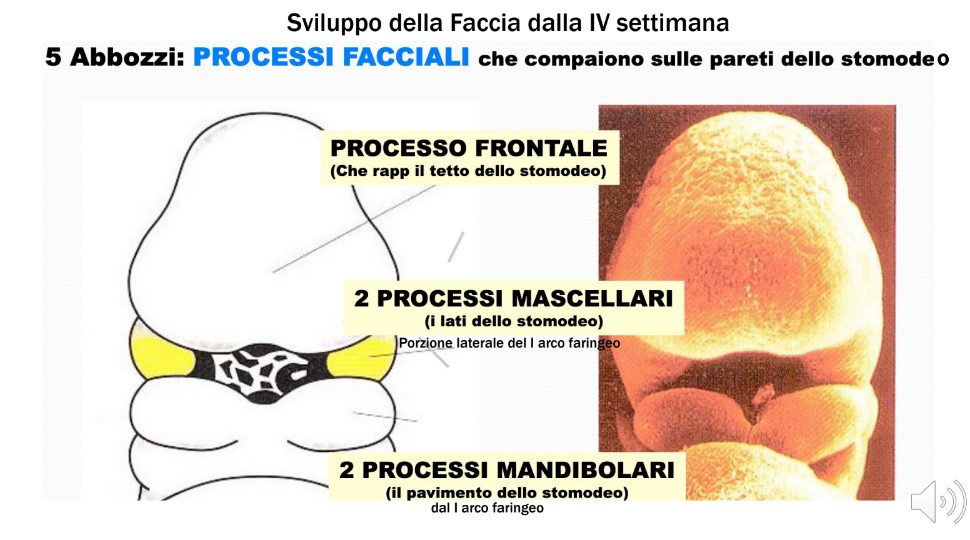 Sviluppo della Faccia dalla IV settimana
5 Abbozzi: PROCESSI FACCIALI che compaiono sulle pareti dello stomodeo
PROCESSO FRONTALE
(Che rapp il tetto dello stomodeo)
2 PROCESSI MASCELLARI
(i lati dello stomodeo)
Porzione laterale del I arco faringeo
2 PROCESSI MANDIBOLARI
(il pavimento dello stomodeo)
dal I arco faringeo